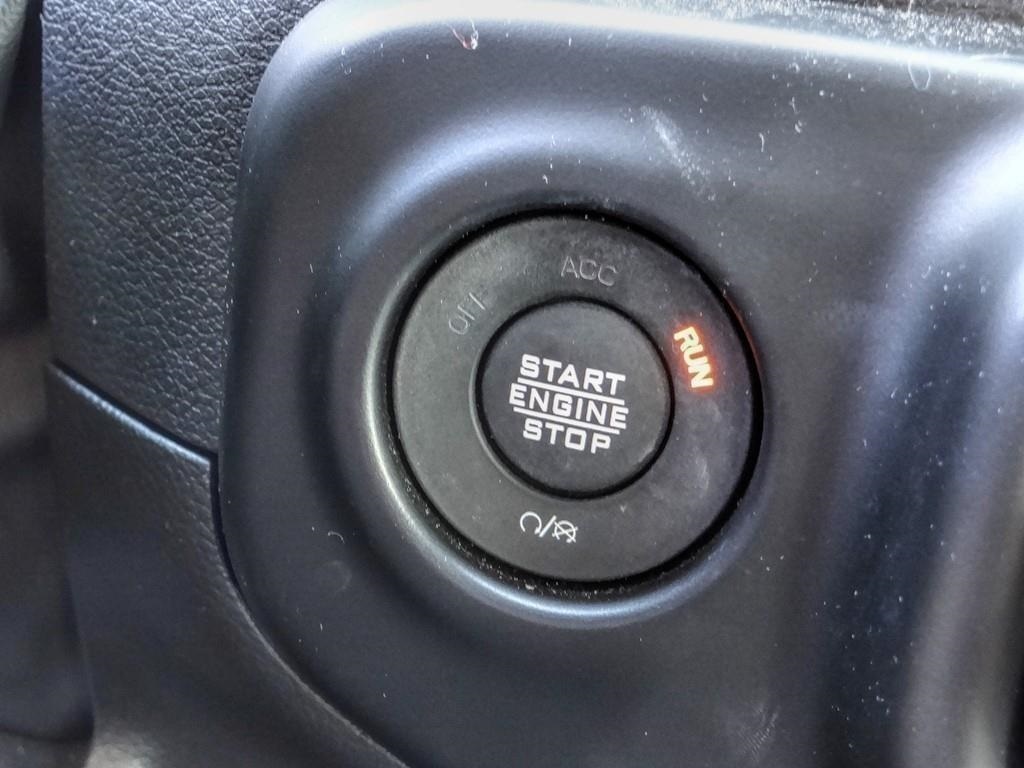 OFF
ACC
RUN
START
ENGINE
STOP